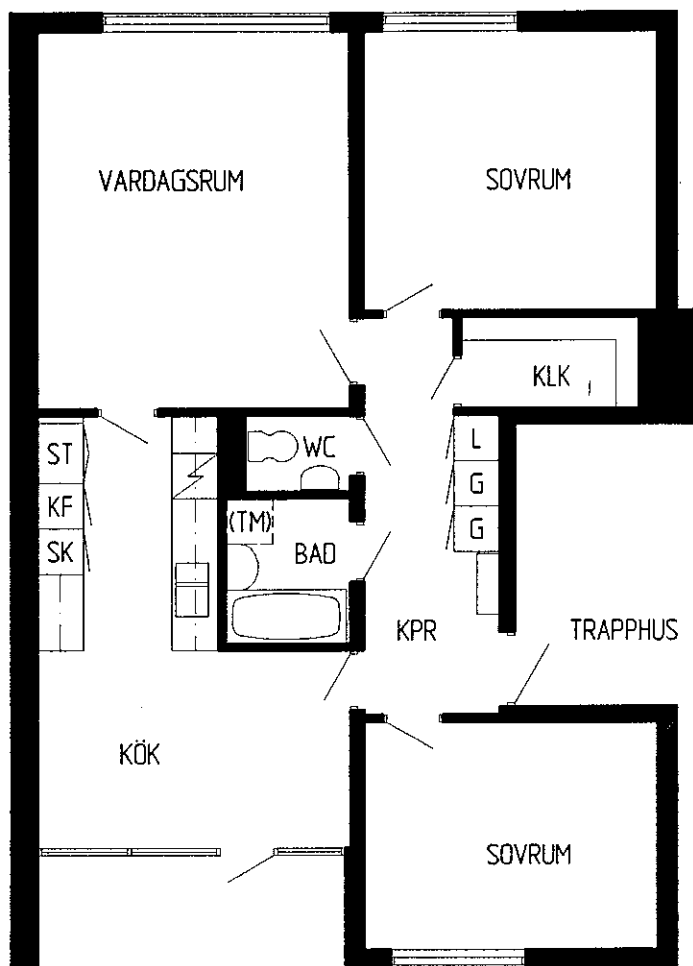 VARDAGSRUM
SOVRUM
KLK
ST
WC
L
KF
G
SK
(TM)
G
BAD
KPR
TRAPPHUS
KÖK
SOVRUM